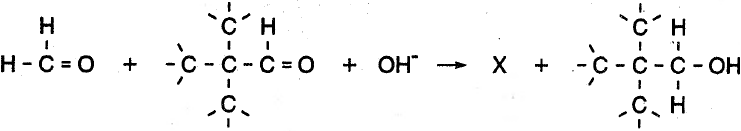 H C H C H
H-C=O + -C-C-C=O + OH⁻ → X + -C-C-C-OH
C C H